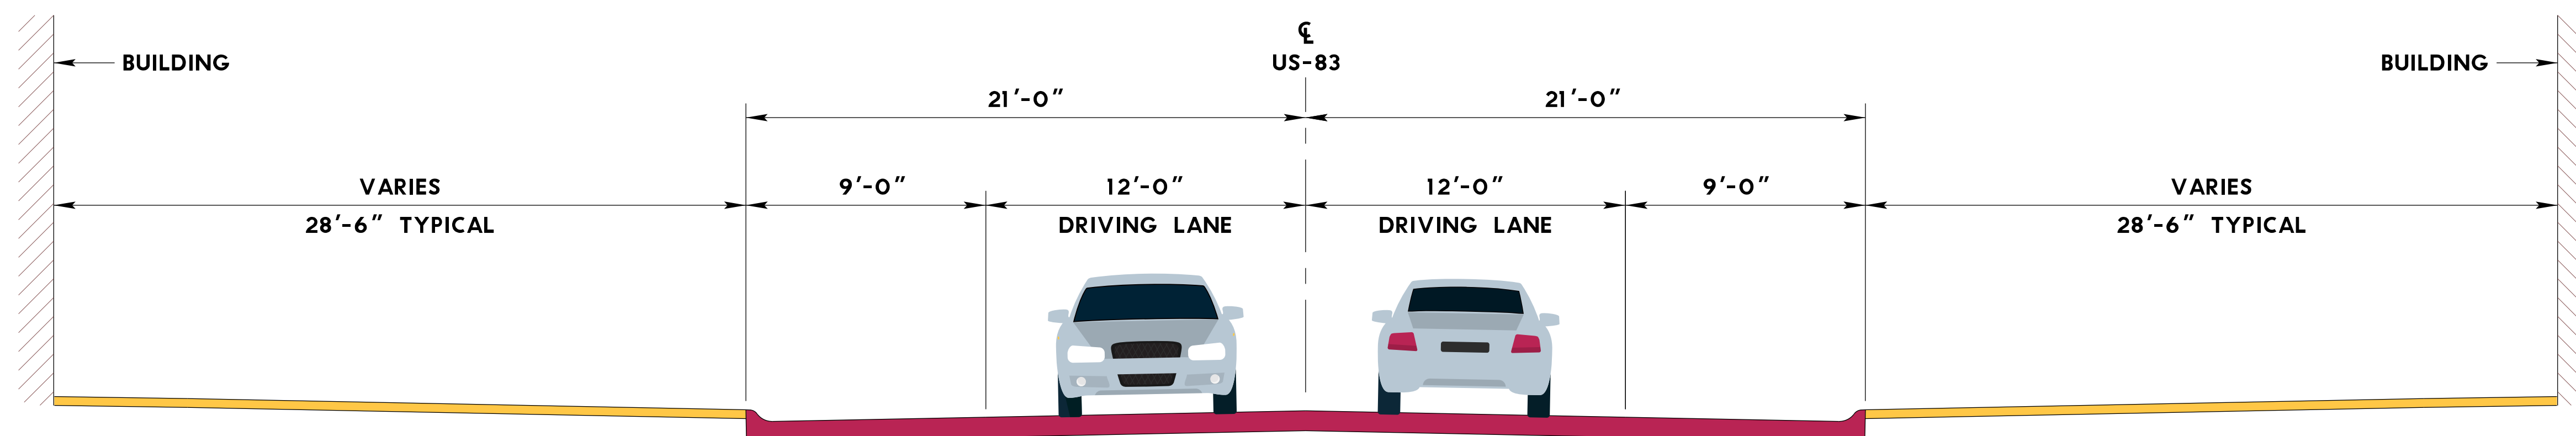 ℄
US-83
BUILDING
BUILDING
21'-0"
21'-0"
VARIES
28'-6" TYPICAL
9'-0"
12'-0"
DRIVING LANE
12'-0"
DRIVING LANE
9'-0"
VARIES
28'-6" TYPICAL